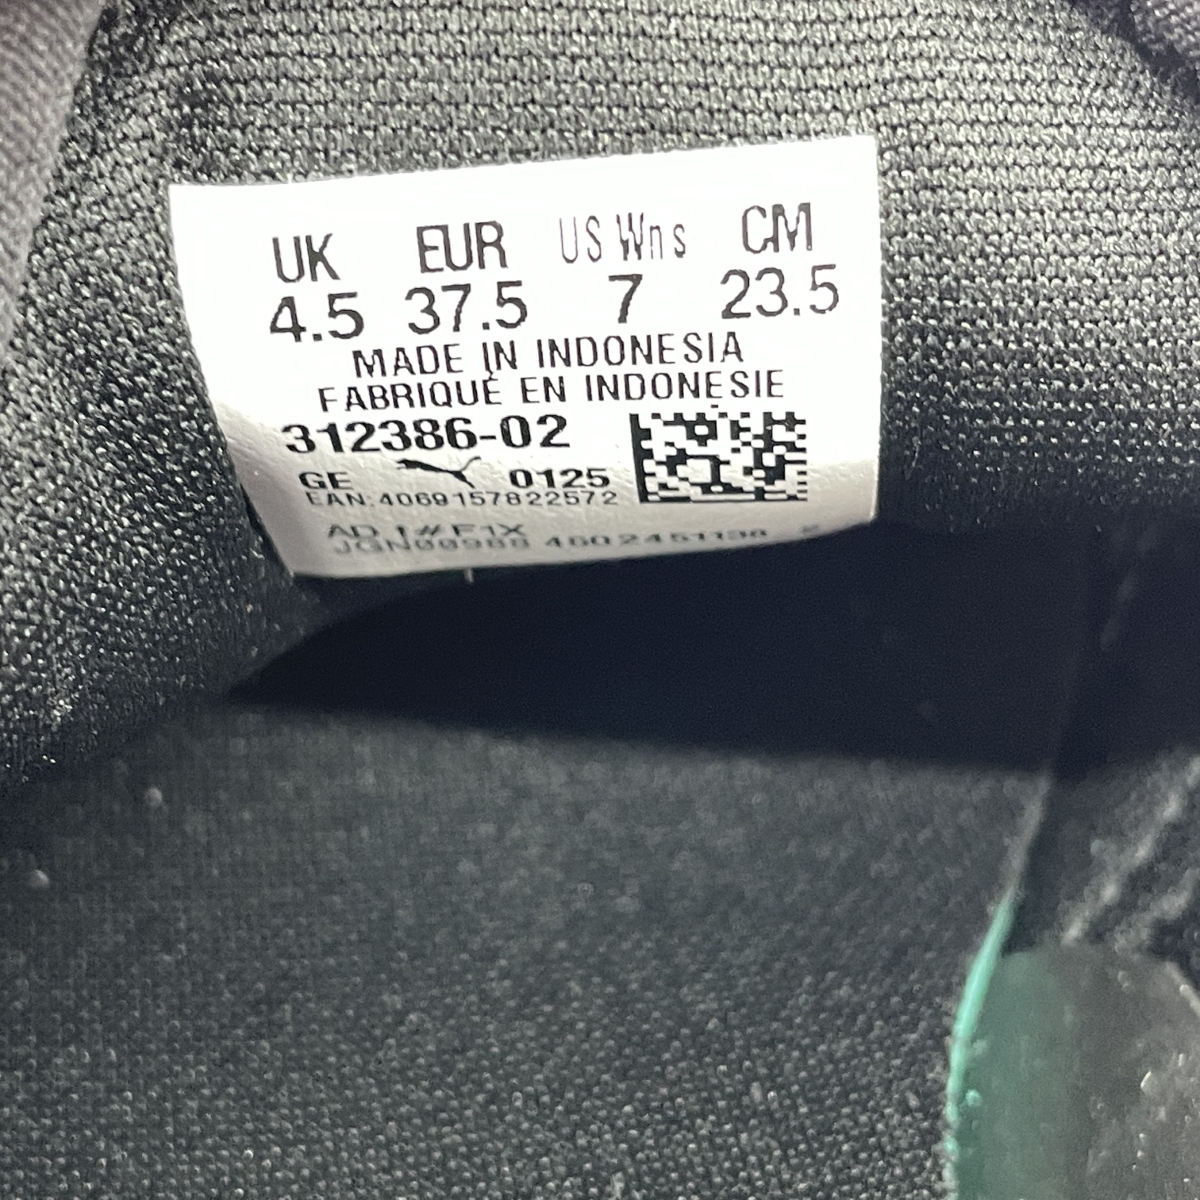 UK EUR US Wns CM
4.5 37.5 7 23.5
MADE IN INDONESIA
FABRIQUÉ EN INDONESIE
312386-02
GE 0125
EAN:4069157822572
AD 1# F1X